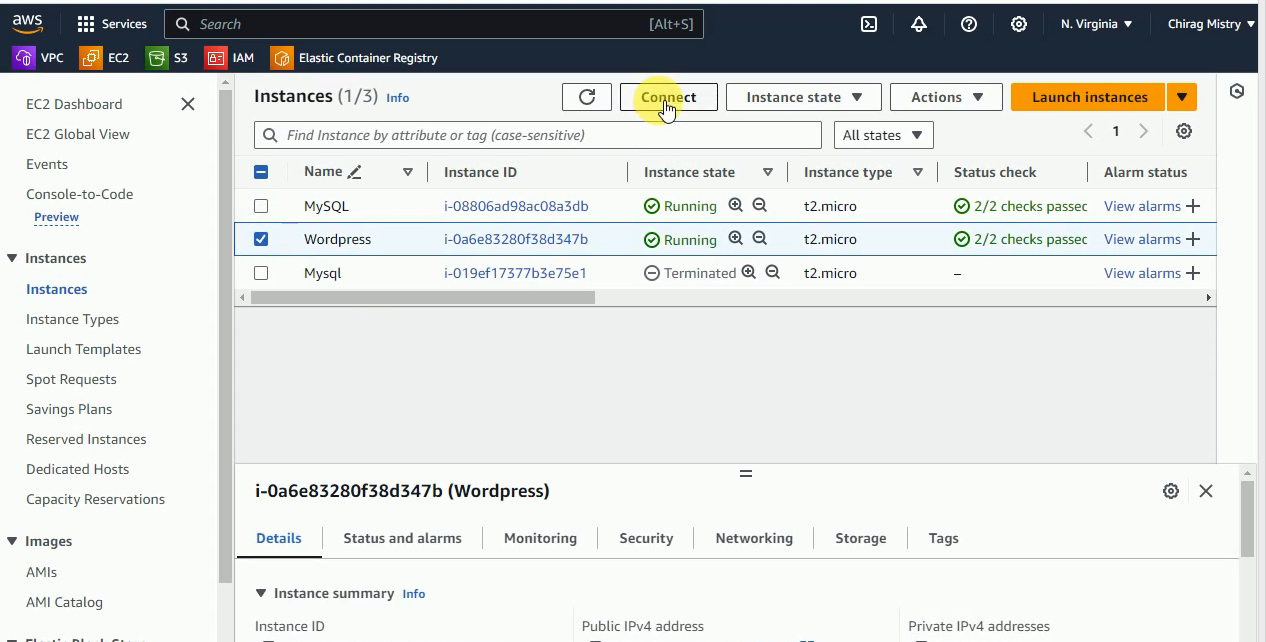 aws Services Search [Alt+S] N. Virginia Chirag Mistry
VPC EC2 S3 IAM Elastic Container Registry
EC2 Dashboard
EC2 Global View
Events
Console-to-Code
Preview
Instances
Instances
Instance Types
Launch Templates
Spot Requests
Savings Plans
Reserved Instances
Dedicated Hosts
Capacity Reservations
Images
AMIs
AMI Catalog
Instances (1/3) Info Connect Instance state Actions Launch instances
Find Instance by attribute or tag (case-sensitive) All states 1
Name Instance ID Instance state Instance type Status check Alarm status
MySQL i-08806ad98ac08a3db Running t2.micro 2/2 checks passec View alarms +
Wordpress i-0a6e83280f38d347b Running t2.micro 2/2 checks passec View alarms +
Mysql i-019ef17377b3e75e1 Terminated t2.micro – View alarms +
i-0a6e83280f38d347b (Wordpress)
Details Status and alarms Monitoring Security Networking Storage Tags
Instance summary Info
Instance ID Public IPv4 address Private IPv4 addresses